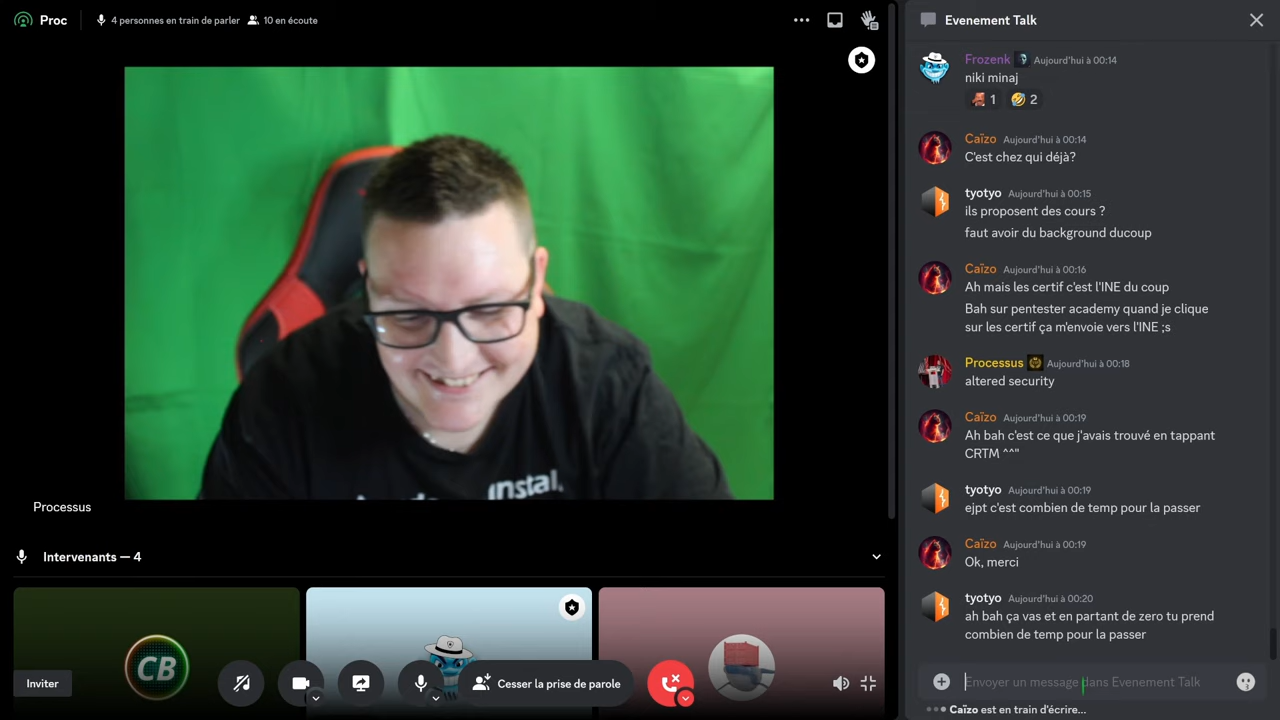 Proc
4 personnes en train de parler
10 en écoute
Evenement Talk
Frozenk Aujourd'hui à 00:14
niki minaj
1 2
Caïzo Aujourd'hui à 00:14
C'est chez qui déjà?
tyotyo Aujourd'hui à 00:15
ils proposent des cours ?
faut avoir du background ducoup
Caïzo Aujourd'hui à 00:16
Ah mais les certif c'est l'INE du coup
Bah sur pentester academy quand je clique
sur les certif ça m'envoie vers l'INE ;s
Processus Aujourd'hui à 00:18
altered security
Caïzo Aujourd'hui à 00:19
Ah bah c'est ce que j'avais trouvé en tappant
CRTM ^^"
tyotyo Aujourd'hui à 00:19
ejpt c'est combien de temp pour la passer
Caïzo Aujourd'hui à 00:19
Ok, merci
tyotyo Aujourd'hui à 00:20
ah bah ça vas et en partant de zero tu prend
combien de temp pour la passer
Envoyer un message dans Evenement Talk
Caïzo est en train d'écrire...
instal.
Processus
Intervenants — 4
CB
Inviter
Cesser la prise de parole